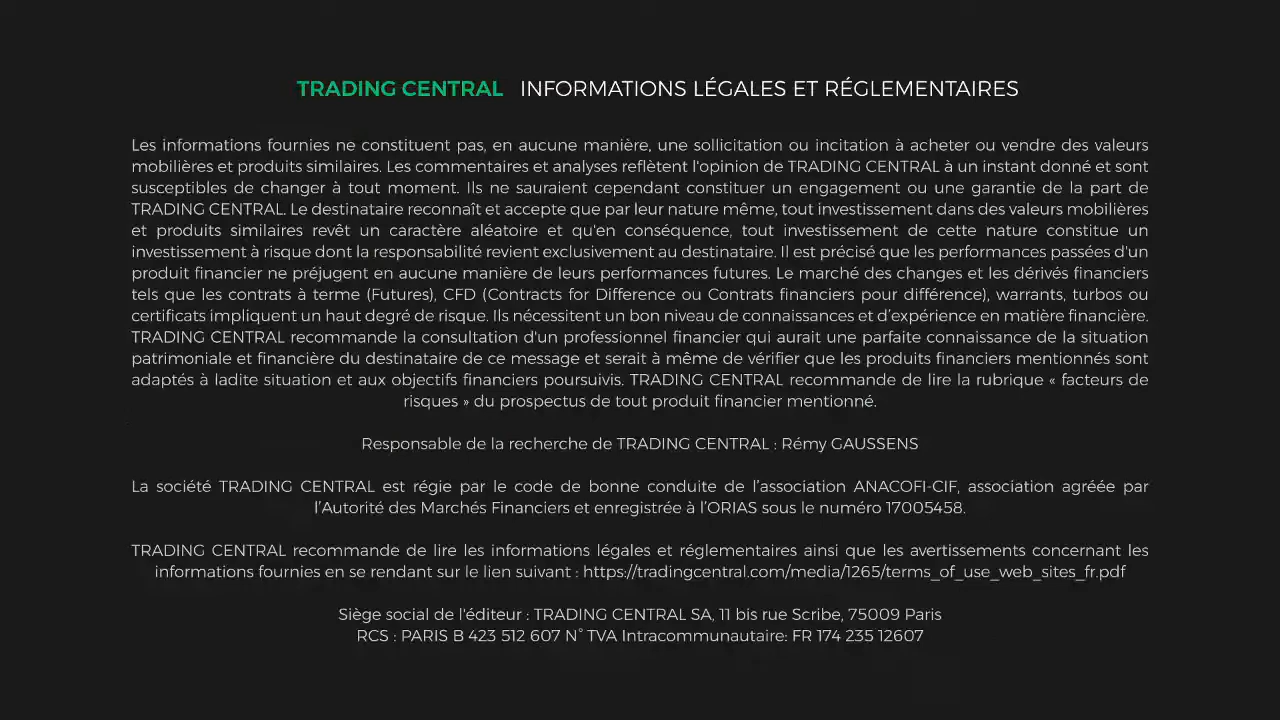 TRADING CENTRAL INFORMATIONS LÉGALES ET RÉGLEMENTAIRES
Les informations fournies ne constituent pas, en aucune manière, une sollicitation ou incitation à acheter ou vendre des valeurs
mobilières et produits similaires. Les commentaires et analyses reflètent l'opinion de TRADING CENTRAL à un instant donné et sont
susceptibles de changer à tout moment. Ils ne sauraient cependant constituer un engagement ou une garantie de la part de
TRADING CENTRAL. Le destinataire reconnaît et accepte que par leur nature même, tout investissement dans des valeurs mobilières
et produits similaires revêt un caractère aléatoire et qu'en conséquence, tout investissement de cette nature constitue un
investissement à risque dont la responsabilité revient exclusivement au destinataire. Il est précisé que les performances passées d'un
produit financier ne préjugent en aucune manière de leurs performances futures. Le marché des changes et les dérivés financiers
tels que les contrats à terme (Futures), CFD (Contracts for Difference ou Contrats financiers pour différence), warrants, turbos ou
certificats impliquent un haut degré de risque. Ils nécessitent un bon niveau de connaissances et d’expérience en matière financière.
TRADING CENTRAL recommande la consultation d'un professionnel financier qui aurait une parfaite connaissance de la situation
patrimoniale et financière du destinataire de ce message et serait à même de vérifier que les produits financiers mentionnés sont
adaptés à ladite situation et aux objectifs financiers poursuivis. TRADING CENTRAL recommande de lire la rubrique « facteurs de
risques » du prospectus de tout produit financier mentionné.
Responsable de la recherche de TRADING CENTRAL : Rémy GAUSSENS
La société TRADING CENTRAL est régie par le code de bonne conduite de l’association ANACOFI-CIF, association agréée par
l’Autorité des Marchés Financiers et enregistrée à l’ORIAS sous le numéro 17005458.
TRADING CENTRAL recommande de lire les informations légales et réglementaires ainsi que les avertissements concernant les
informations fournies en se rendant sur le lien suivant : https://tradingcentral.com/media/1265/terms_of_use_web_sites_fr.pdf
Siège social de l'éditeur : TRADING CENTRAL SA, 11 bis rue Scribe, 75009 Paris
RCS : PARIS B 423 512 607 N° TVA Intracommunautaire: FR 174 235 12607